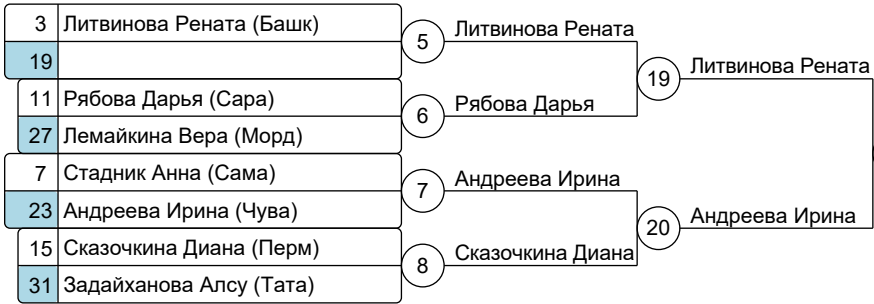 3 Литвинова Рената (Башк)
19
5 Литвинова Рената
11 Рябова Дарья (Сара)
27 Лемайкина Вера (Морд)
6 Рябова Дарья
19 Литвинова Рената
7 Стадник Анна (Сама)
23 Андреева Ирина (Чува)
7 Андреева Ирина
15 Сказочкина Диана (Перм)
31 Задайханова Алсу (Тата)
8 Сказочкина Диана
20 Андреева Ирина